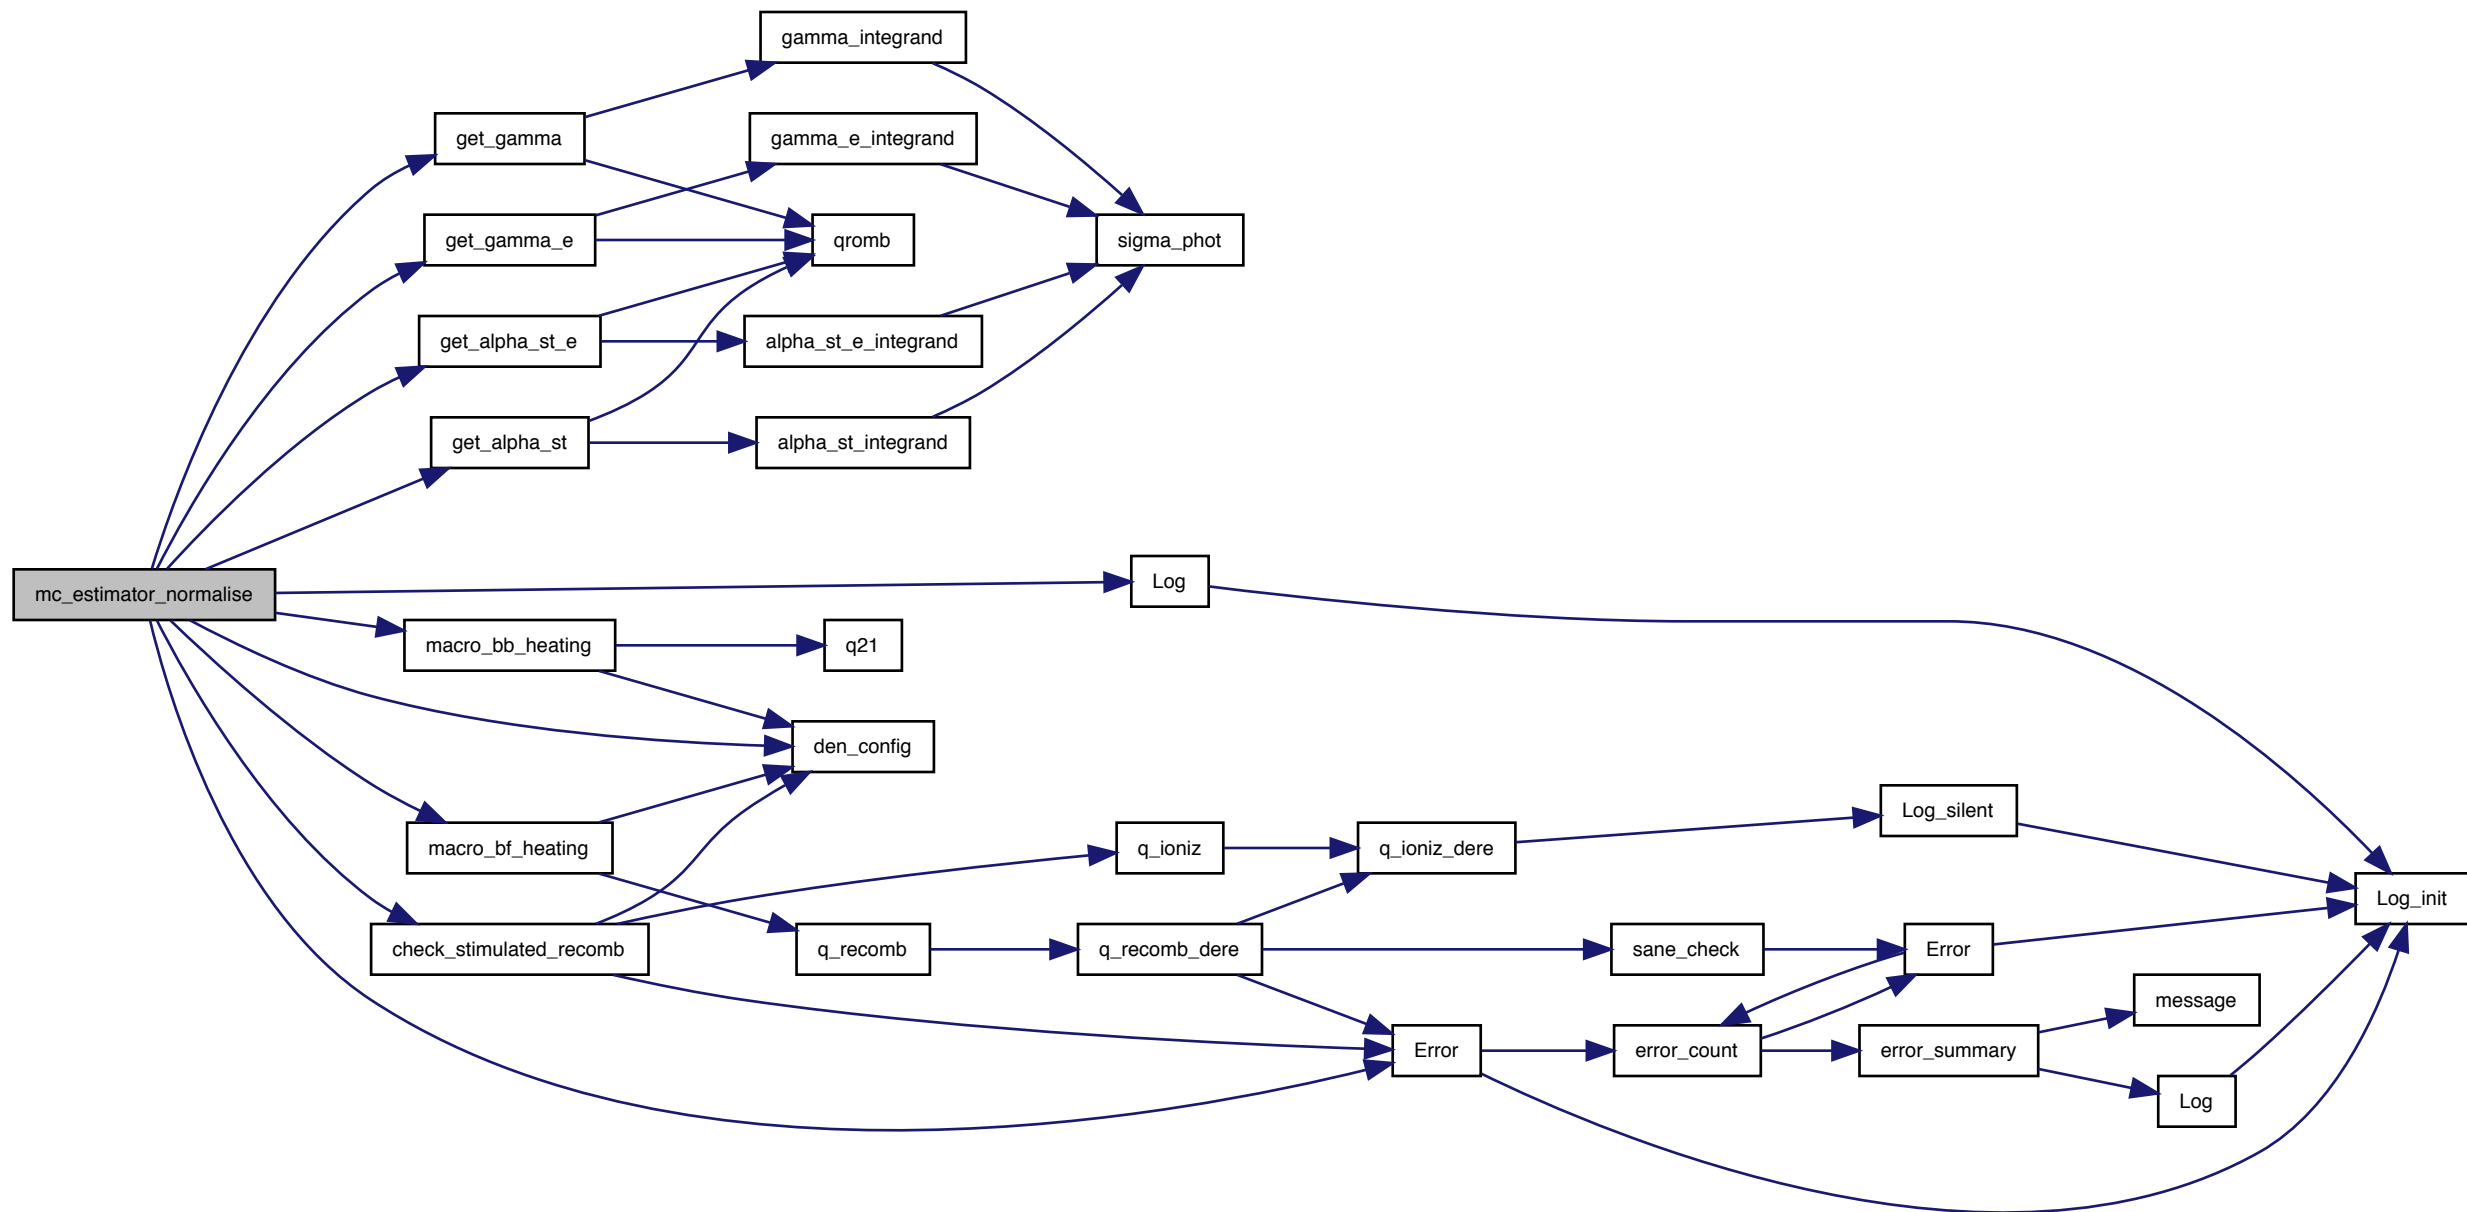 gamma_integrand
get_gamma
gamma_e_integrand
get_gamma_e
qromb
sigma_phot
get_alpha_st_e
alpha_st_e_integrand
get_alpha_st
alpha_st_integrand
mc_estimator_normalise
Log
macro_bb_heating
q21
den_config
Log_silent
macro_bf_heating
q_ioniz
q_ioniz_dere
Log_init
check_stimulated_recomb
q_recomb
q_recomb_dere
sane_check
Error
message
Error
error_count
error_summary
Log